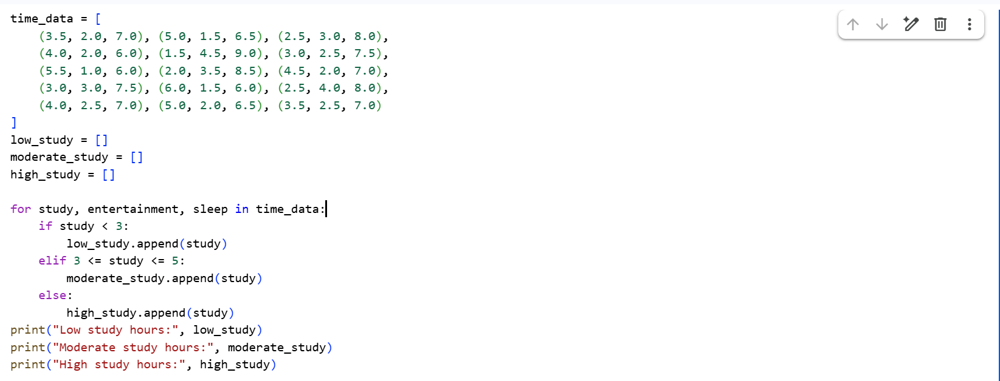 time_data = [
    (3.5, 2.0, 7.0), (5.0, 1.5, 6.5), (2.5, 3.0, 8.0),
    (4.0, 2.0, 6.0), (1.5, 4.5, 9.0), (3.0, 2.5, 7.5),
    (5.5, 1.0, 6.0), (2.0, 3.5, 8.5), (4.5, 2.0, 7.0),
    (3.0, 3.0, 7.5), (6.0, 1.5, 6.0), (2.5, 4.0, 8.0),
    (4.0, 2.5, 7.0), (5.0, 2.0, 6.5), (3.5, 2.5, 7.0)
]
low_study = []
moderate_study = []
high_study = []

for study, entertainment, sleep in time_data:
    if study < 3:
        low_study.append(study)
    elif 3 <= study <= 5:
        moderate_study.append(study)
    else:
        high_study.append(study)
print("Low study hours:", low_study)
print("Moderate study hours:", moderate_study)
print("High study hours:", high_study)